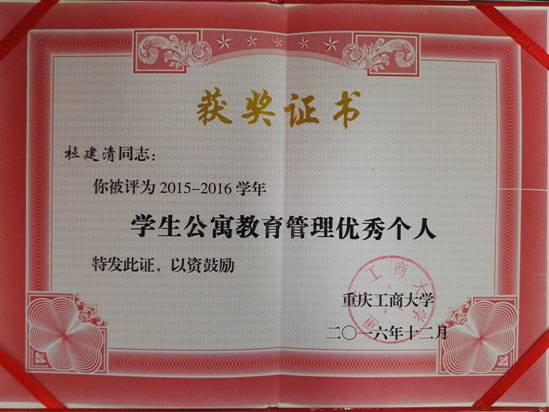 获奖证书
杜建清同志：
你被评为2015-2016学年
学生公寓教育管理优秀个人
特发此证，以资鼓励
重庆工商大学
二〇一六年十二月